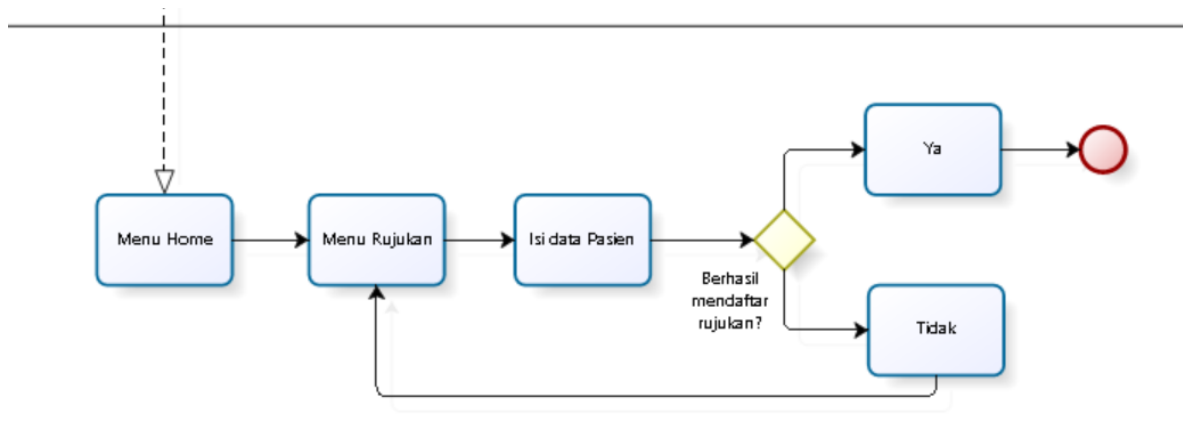 Menu Home
Menu Rujukan
Isi data Pasien
Berhasil
mendaftar
rujukan?
Ya
Tidak